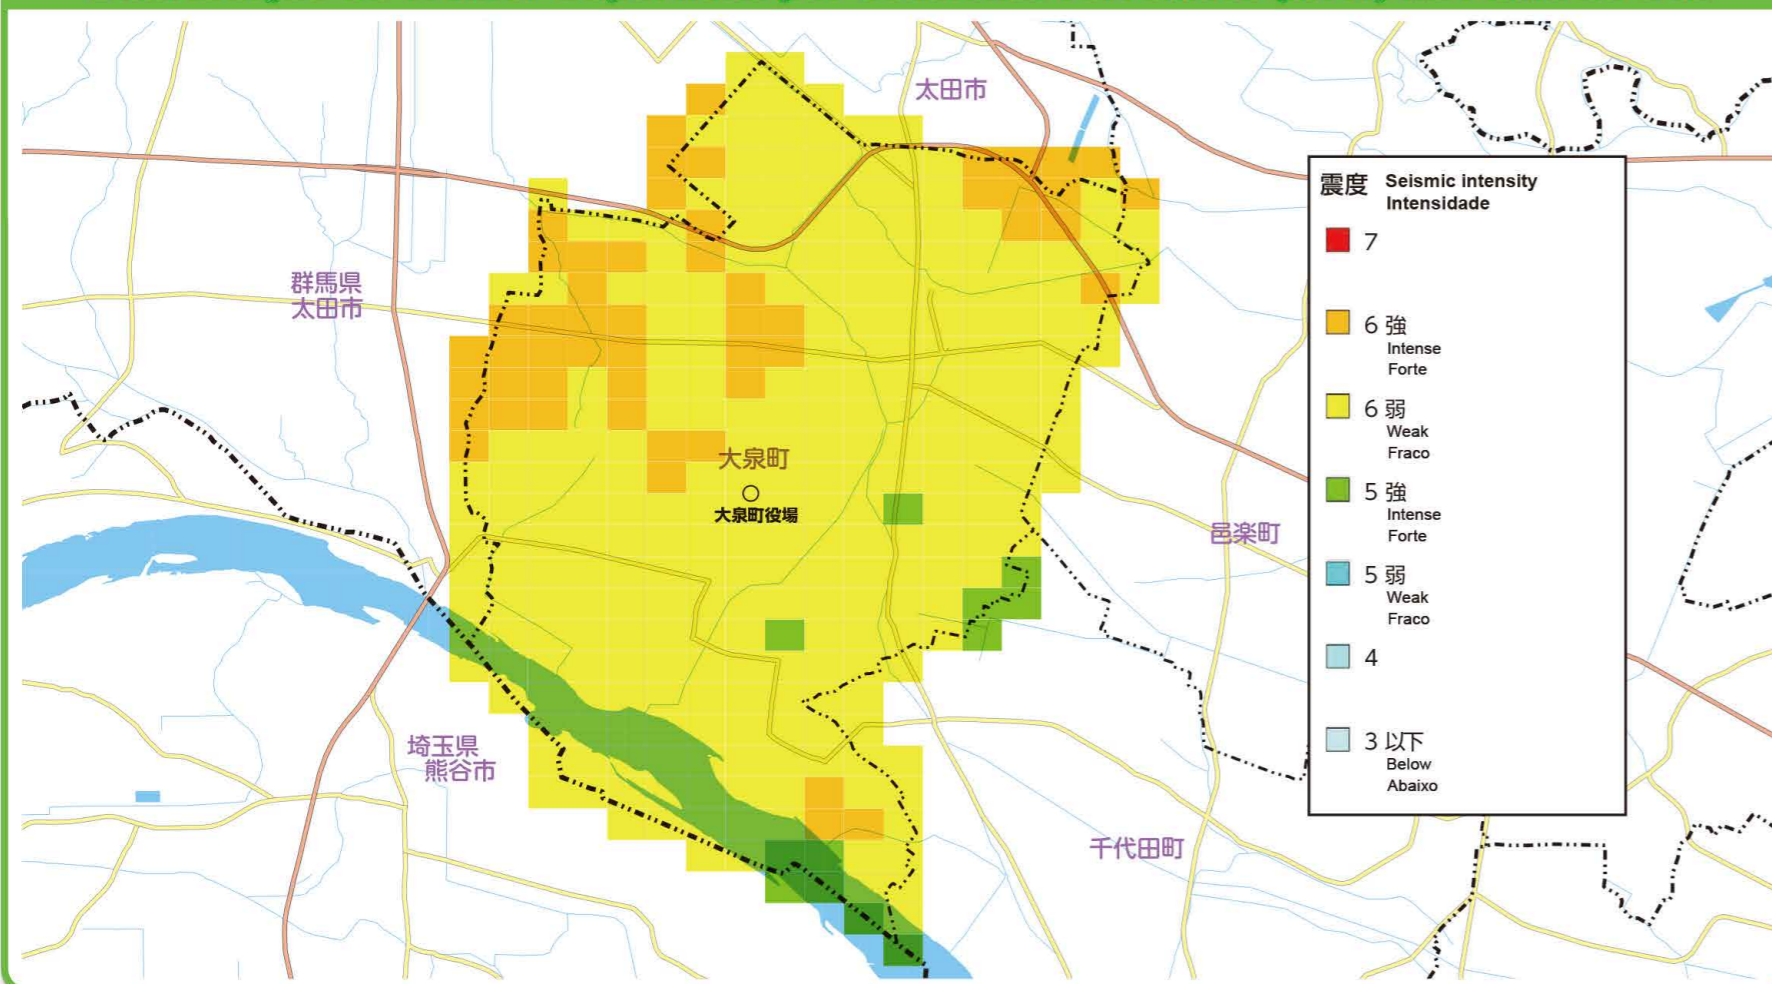 太田市
群馬県
太田市
大泉町
大泉町役場
邑楽町
埼玉県
熊谷市
千代田町
震度 Seismic intensity
Intensidade
7
6 強
Intense
Forte
6 弱
Weak
Fraco
5 強
Intense
Forte
5 弱
Weak
Fraco
4
3 以下
Below
Abaixo